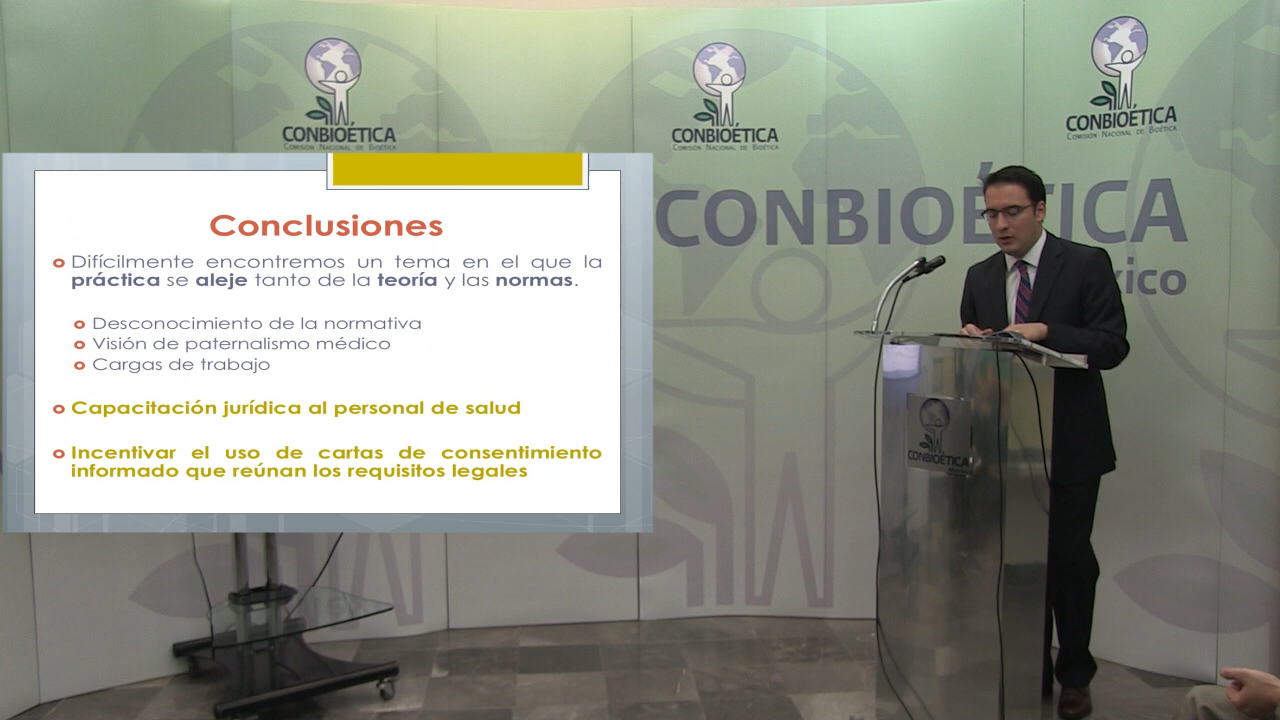 CONBIOÉTICA
COMISIÓN NACIONAL DE BIOÉTICA
CONBIOÉTICA
COMISIÓN NACIONAL DE BIOÉTICA
CONBIOÉTICA
COMISIÓN NACIONAL DE BIOÉTICA
CONBIOÉTICA
xico
Conclusiones
Difícilmente encontremos un tema en el que la
práctica se aleje tanto de la teoría y las normas.
Desconocimiento de la normativa
Visión de paternalismo médico
Cargas de trabajo
Capacitación jurídica al personal de salud
Incentivar el uso de cartas de consentimiento
informado que reúnan los requisitos legales
CONBIOÉTICA